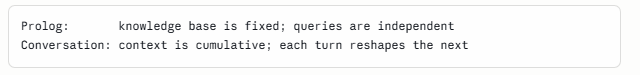 Prolog:       knowledge base is fixed; queries are independent
Conversation: context is cumulative; each turn reshapes the next